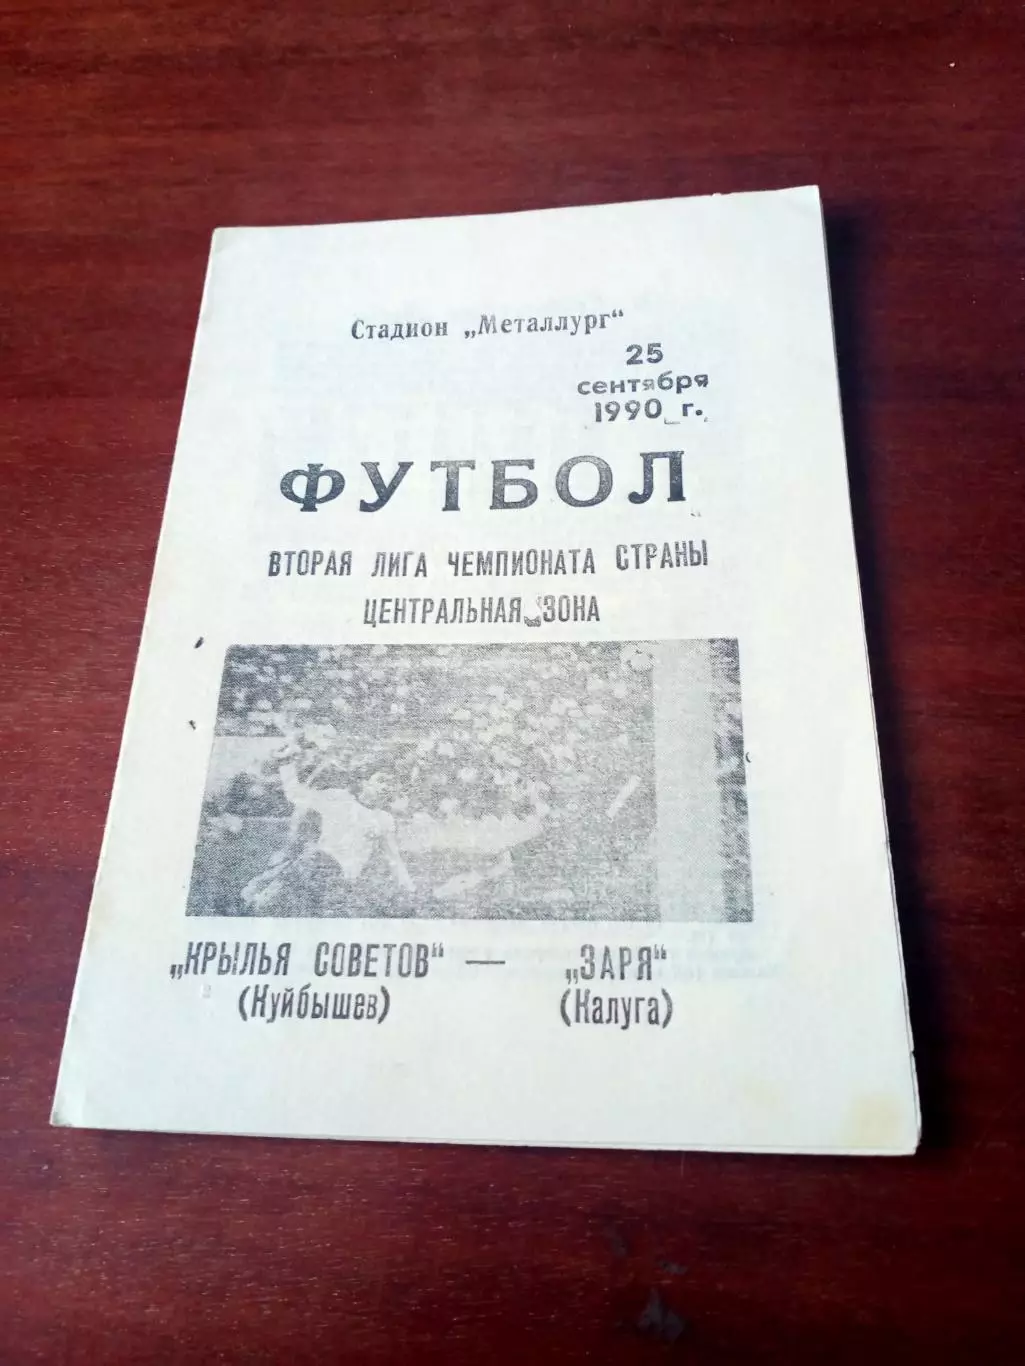 Стадион „Металлург“
25
сентября
1990 г.
ФУТБОЛ
ВТОРАЯ ЛИГА ЧЕМПИОНАТА СТРАНЫ
ЦЕНТРАЛЬНАЯ ЗОНА
„КРЫЛЬЯ СОВЕТОВ“ — „ЗАРЯ“
(Куйбышев) (Калуга)